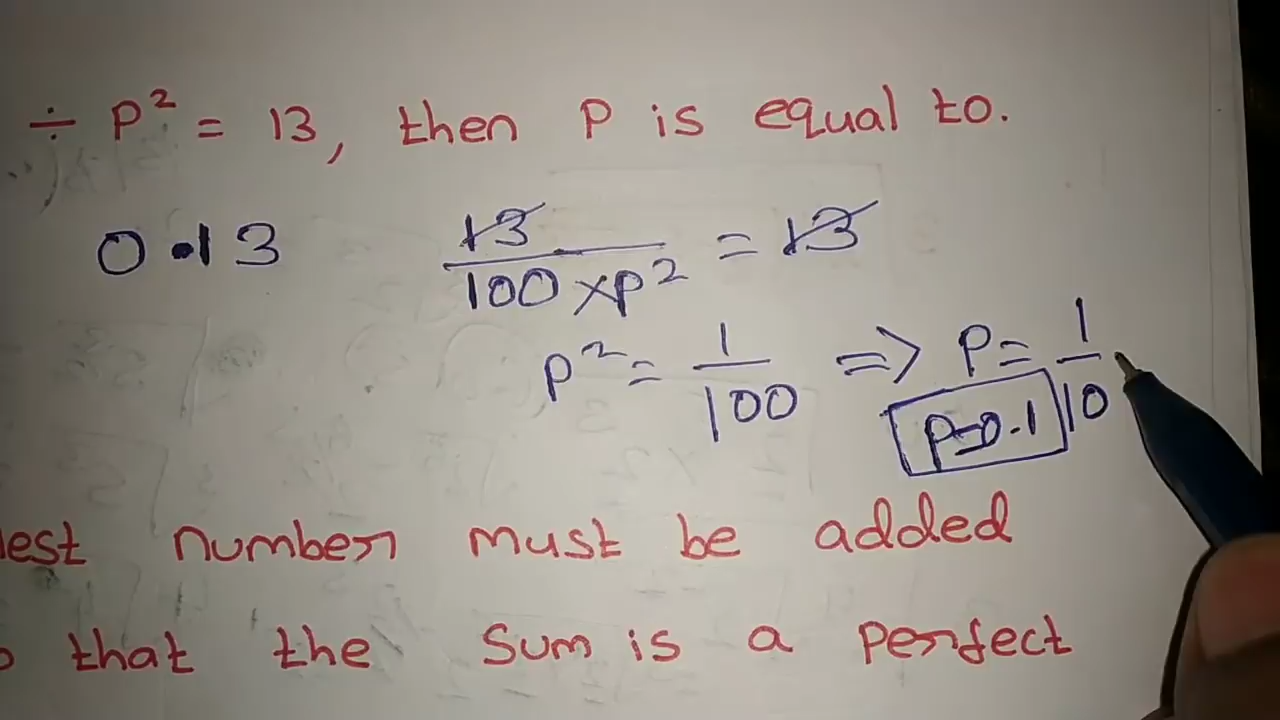 ÷ P² = 13, then P is equal to.
0.13
13 / 100 × P² = 13
P² = 1/100 => P = 1/10
P=0.1
lest number must be added
o that the sum is a perfect